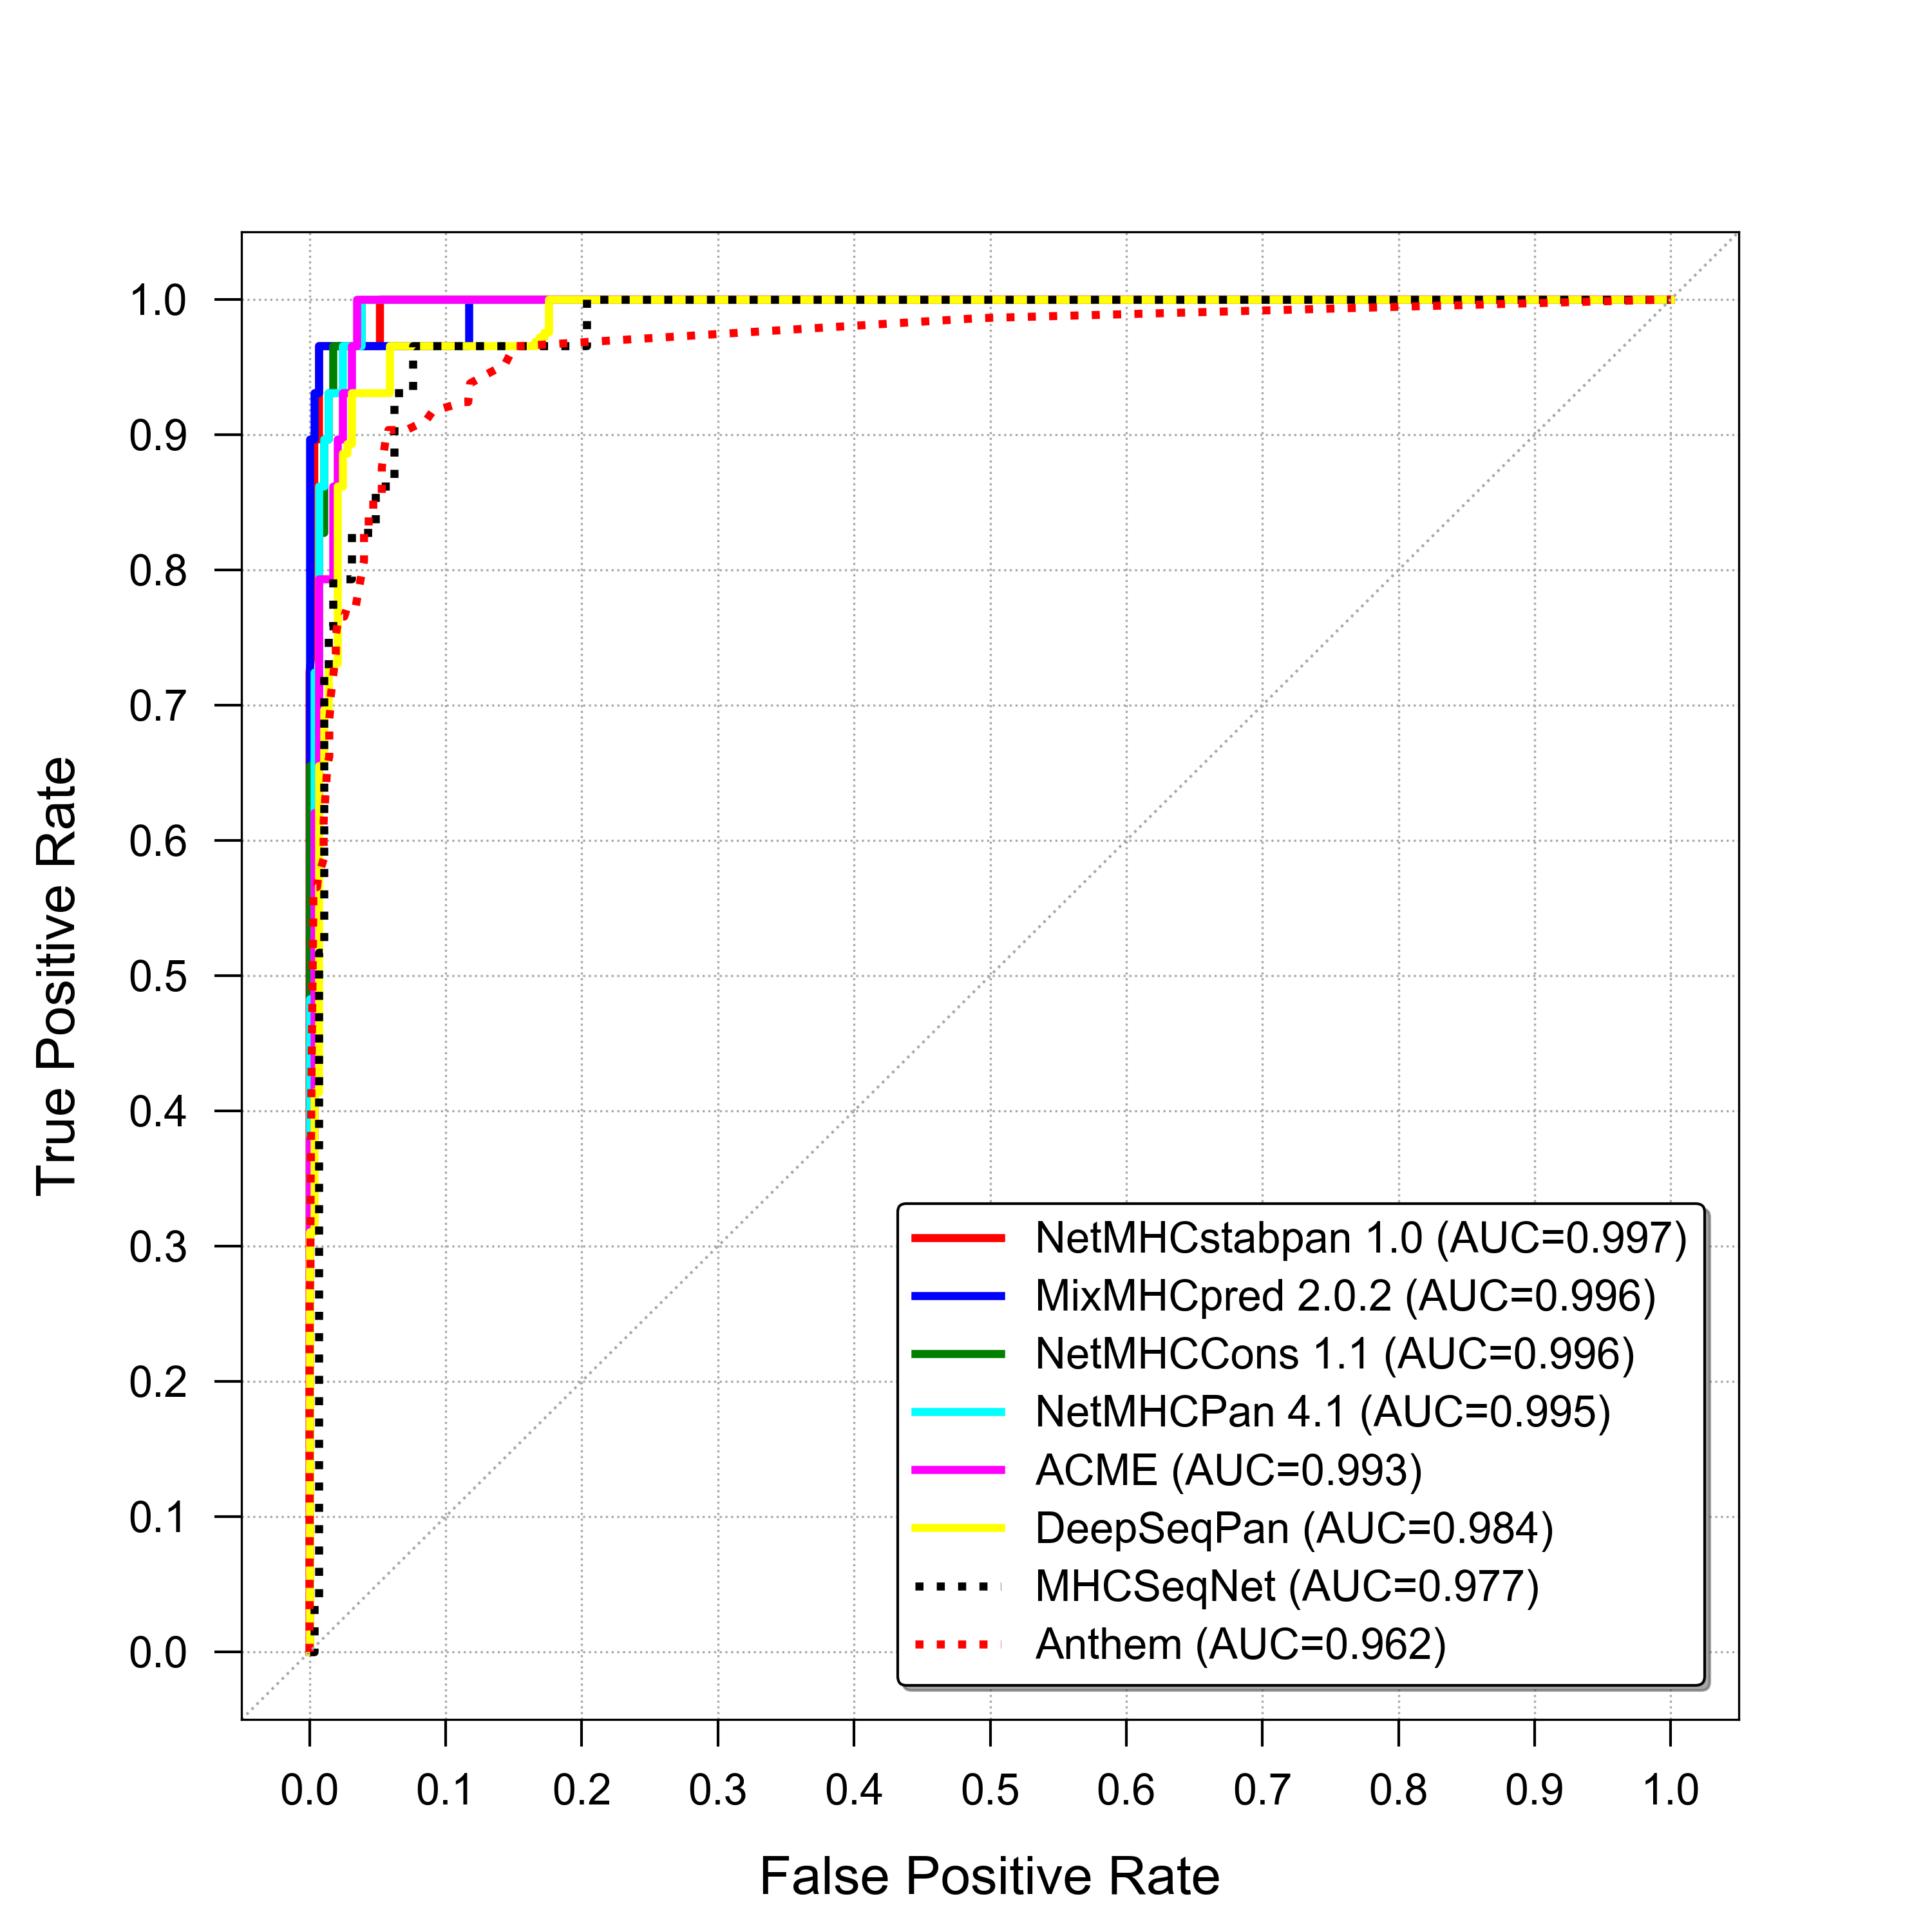 1.0
0.9
0.8
0.7
0.6
0.5
0.4
0.3
0.2
0.1
0.0
True Positive Rate
NetMHCstabpan 1.0 (AUC=0.997)
MixMHCpred 2.0.2 (AUC=0.996)
NetMHCCons 1.1 (AUC=0.996)
NetMHCPan 4.1 (AUC=0.995)
ACME (AUC=0.993)
DeepSeqPan (AUC=0.984)
MHCSeqNet (AUC=0.977)
Anthem (AUC=0.962)
0.0 0.1 0.2 0.3 0.4 0.5 0.6 0.7 0.8 0.9 1.0
False Positive Rate